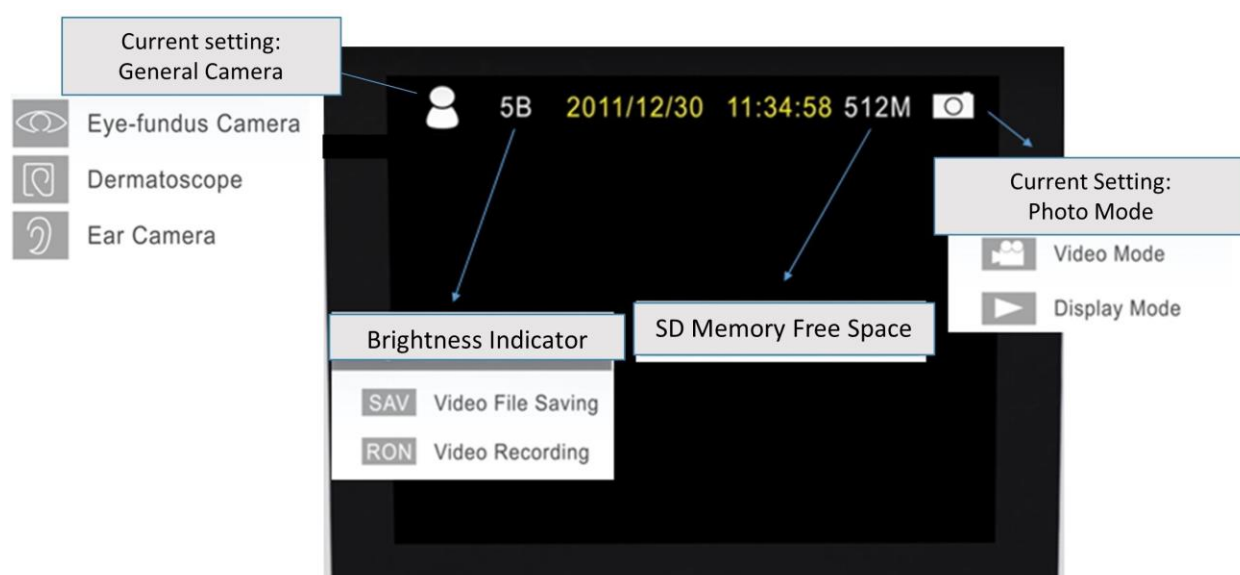 Current setting:
General Camera
Eye-fundus Camera
Dermatoscope
Ear Camera
5B 2011/12/30 11:34:58 512M
Current Setting:
Photo Mode
Video Mode
Display Mode
Brightness Indicator
SAV Video File Saving
RON Video Recording
SD Memory Free Space